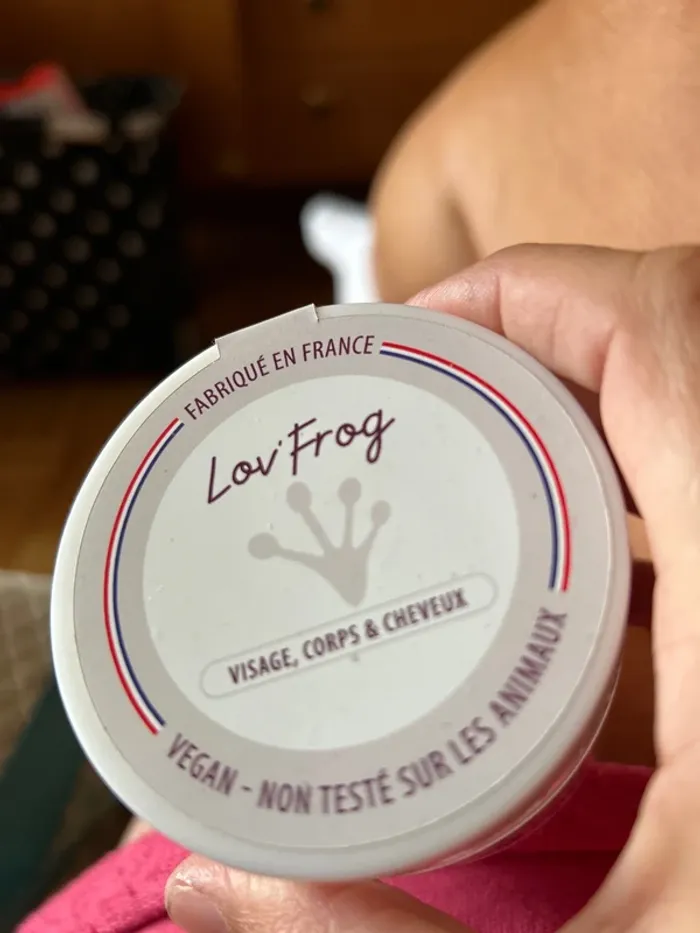 FABRIQUÉ EN FRANCE
Lov'Frog
VISAGE, CORPS & CHEVEUX
VEGAN - NON TESTÉ SUR LES ANIMAUX